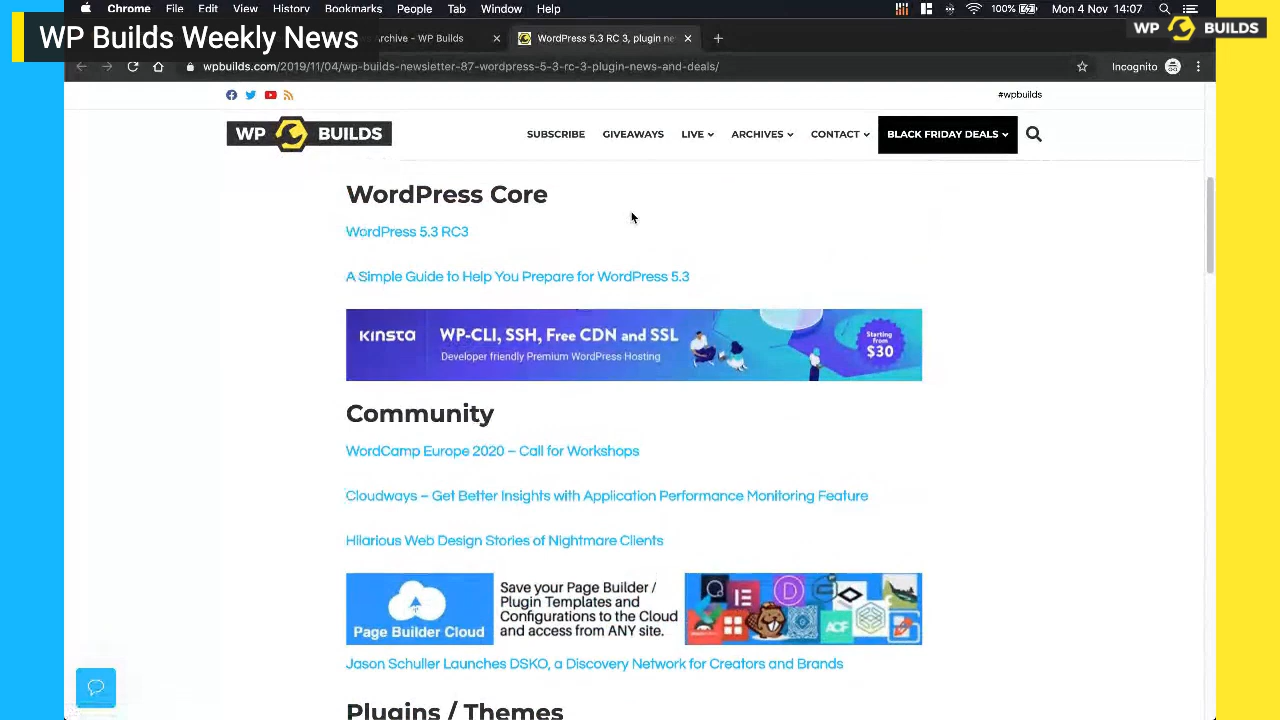 Chrome File Edit View History Bookmarks People Tab Window Help 100% Mon 4 Nov 14:07
WP Builds Weekly News
Archive - WP Builds
WordPress 5.3 RC 3, plugin ne
WP BUILDS
wpbuilds.com/2019/11/04/wp-builds-newsletter-87-wordpress-5-3-rc-3-plugin-news-and-deals/
Incognito
#wpbuilds
WP BUILDS
SUBSCRIBE GIVEAWAYS LIVE ARCHIVES CONTACT BLACK FRIDAY DEALS
WordPress Core
WordPress 5.3 RC3
A Simple Guide to Help You Prepare for WordPress 5.3
KINSTA
WP-CLI, SSH, Free CDN and SSL
Developer friendly Premium WordPress Hosting
Starting
from
$30
Community
WordCamp Europe 2020 – Call for Workshops
Cloudways – Get Better Insights with Application Performance Monitoring Feature
Hilarious Web Design Stories of Nightmare Clients
Page Builder Cloud
Save your Page Builder /
Plugin Templates and
Configurations to the Cloud
and access from ANY site.
ACF
Jason Schuller Launches DSKO, a Discovery Network for Creators and Brands
Plugins / Themes